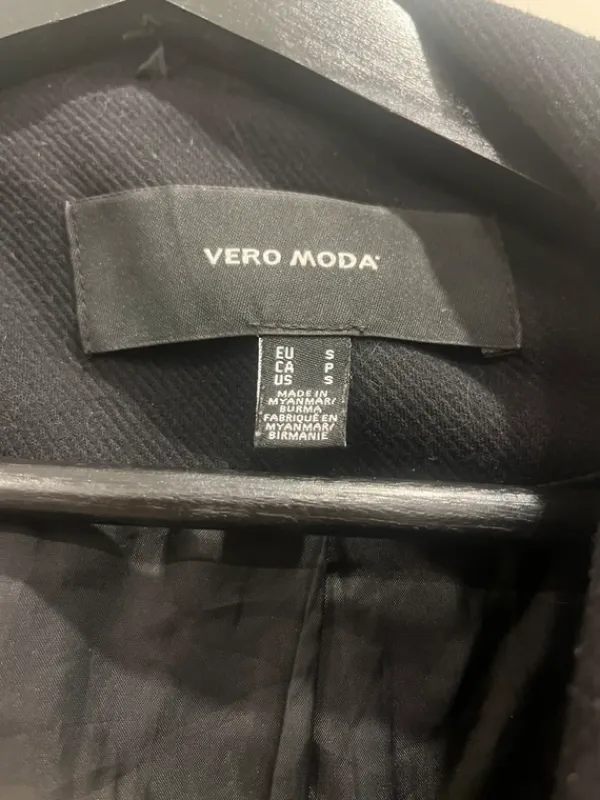 VERO MODA
EU S
CA P
US S
MADE IN
MYANMAR/
BURMA
FABRIQUÉ EN
MYANMAR/
BIRMANIE